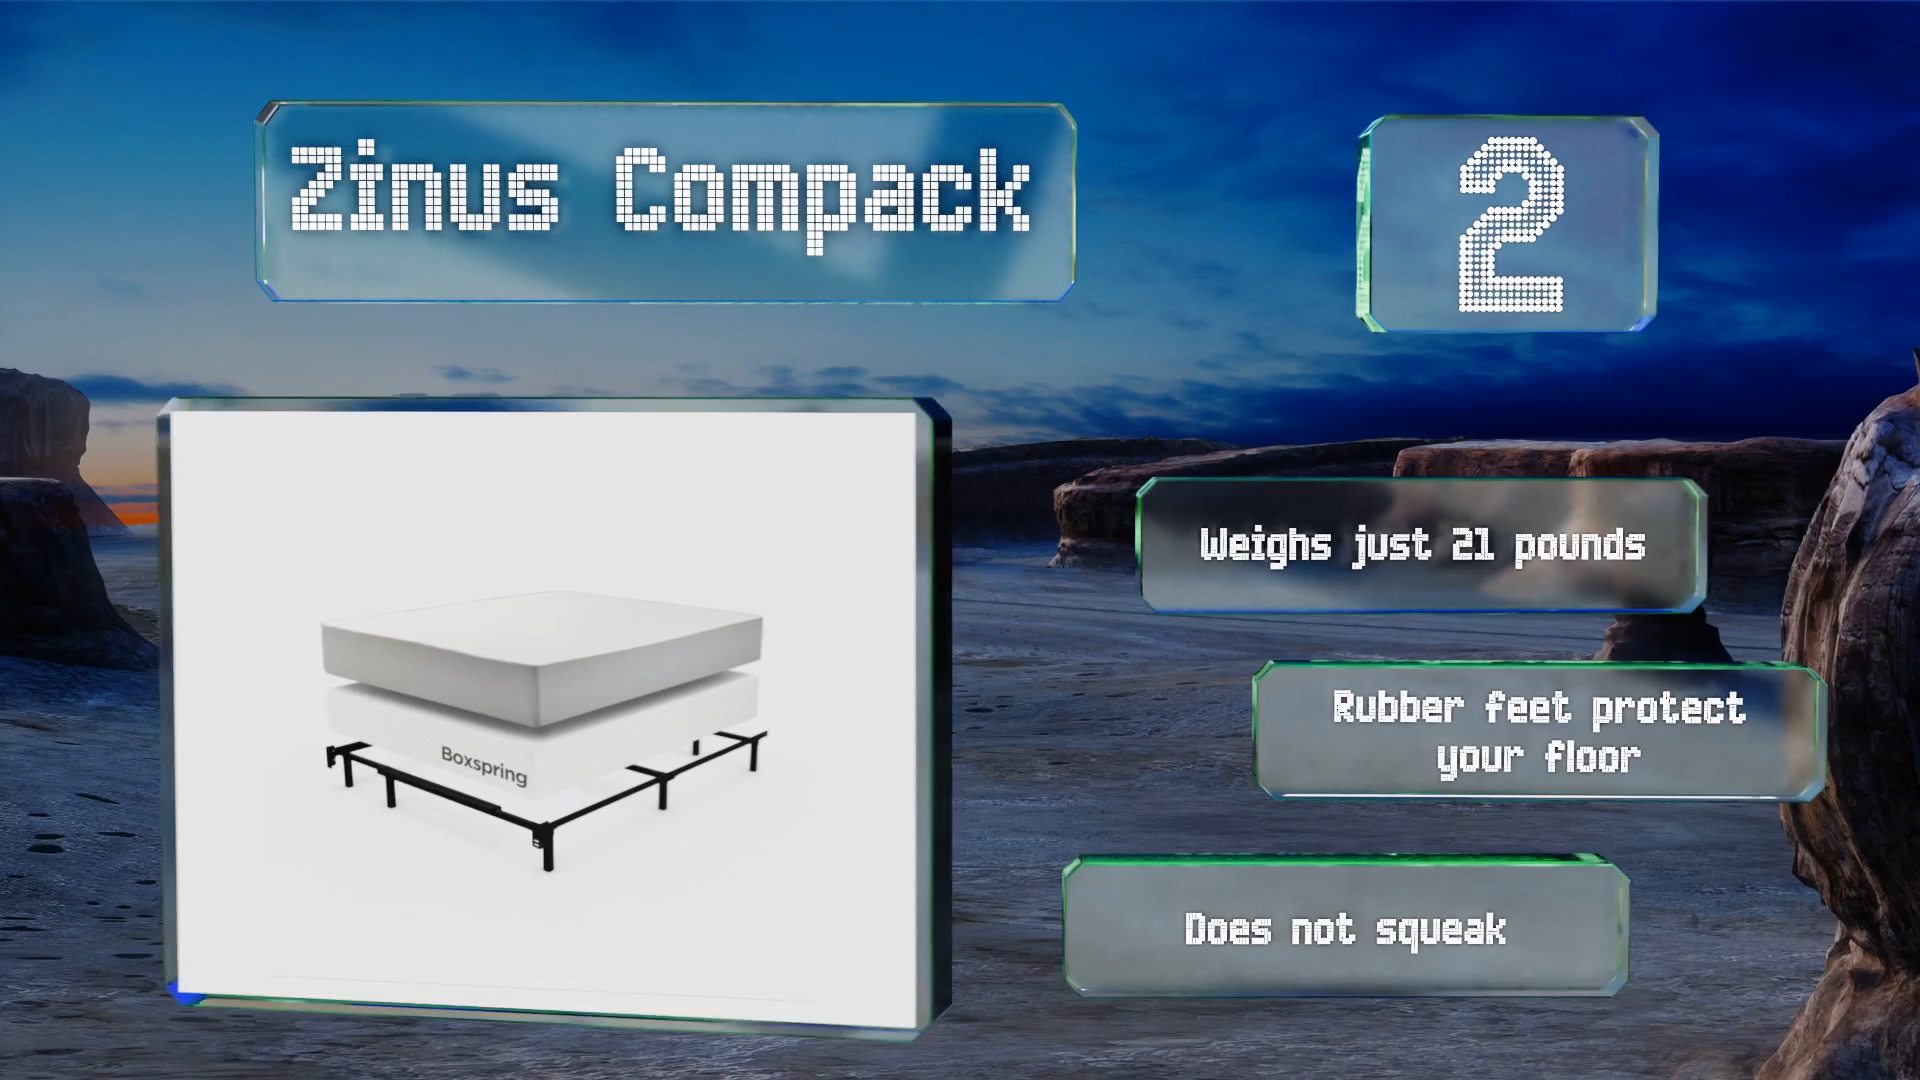 Zinus Compack
2
Boxspring
Weighs just 21 pounds
Rubber feet protect
your floor
Does not squeak